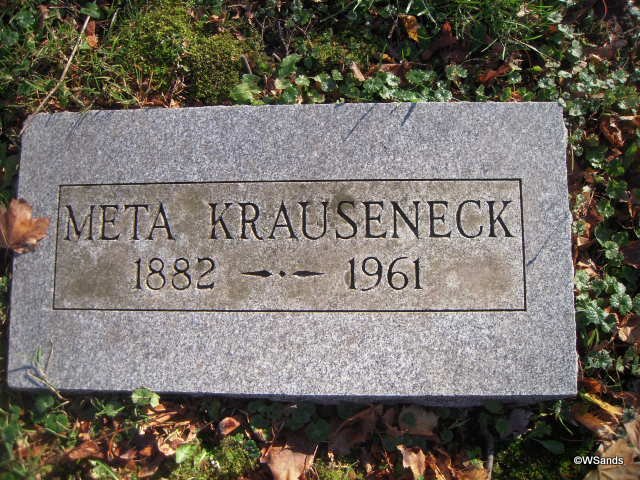 META KRAUSENECK
1882 - · - 1961
©WSands